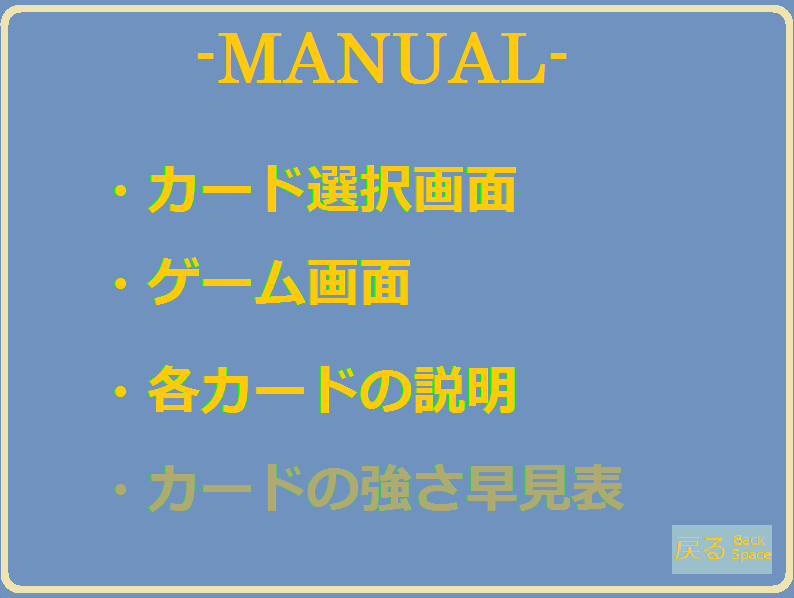 -MANUAL-
・カード選択画面
・ゲーム画面
・各カードの説明
・カードの強さ早見表
戻る Back Space